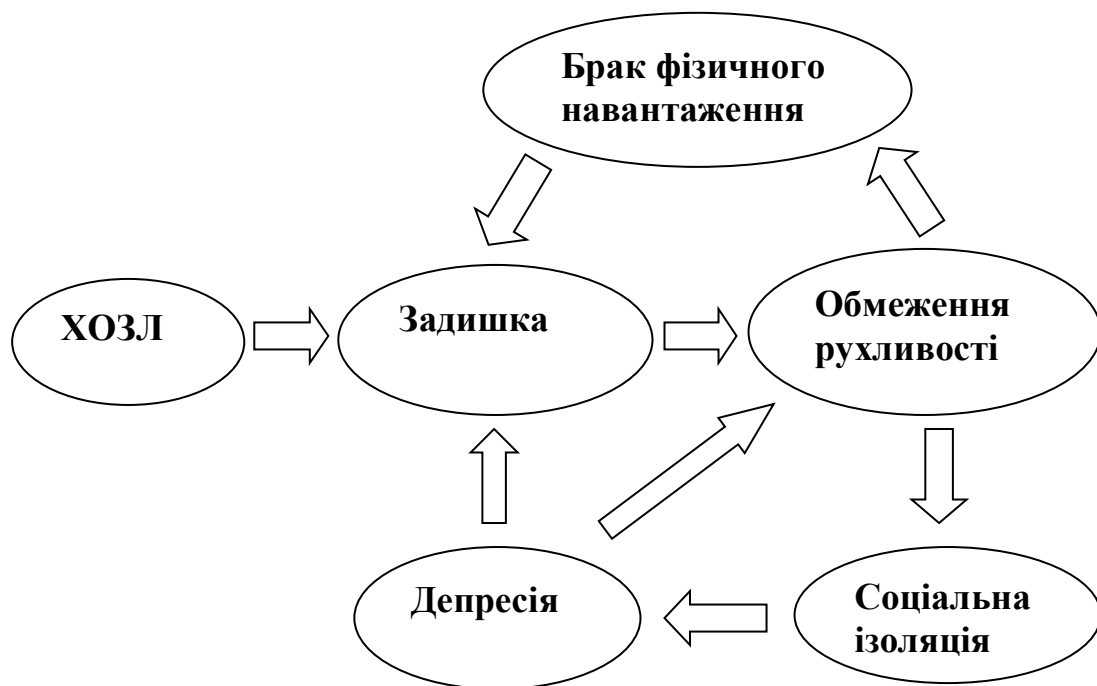 Брак фізичного
навантаження
ХОЗЛ
Задишка
Обмеження
рухливості
Депресія
Соціальна
ізоляція